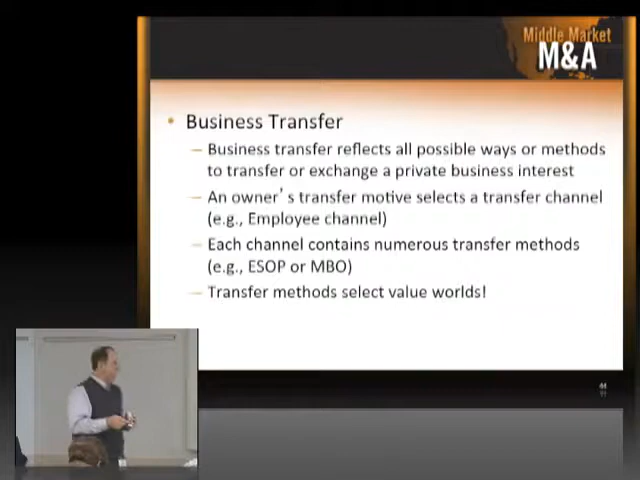 Middle Market
M&A
• Business Transfer
– Business transfer reflects all possible ways or methods
to transfer or exchange a private business interest
– An owner's transfer motive selects a transfer channel
(e.g., Employee channel)
– Each channel contains numerous transfer methods
(e.g., ESOP or MBO)
– Transfer methods select value worlds!
44